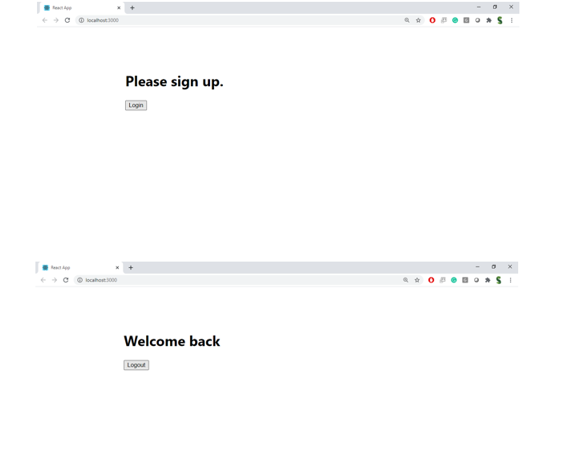 React App
localhost:3000
Please sign up.
Login
React App
localhost:3000
Welcome back
Logout